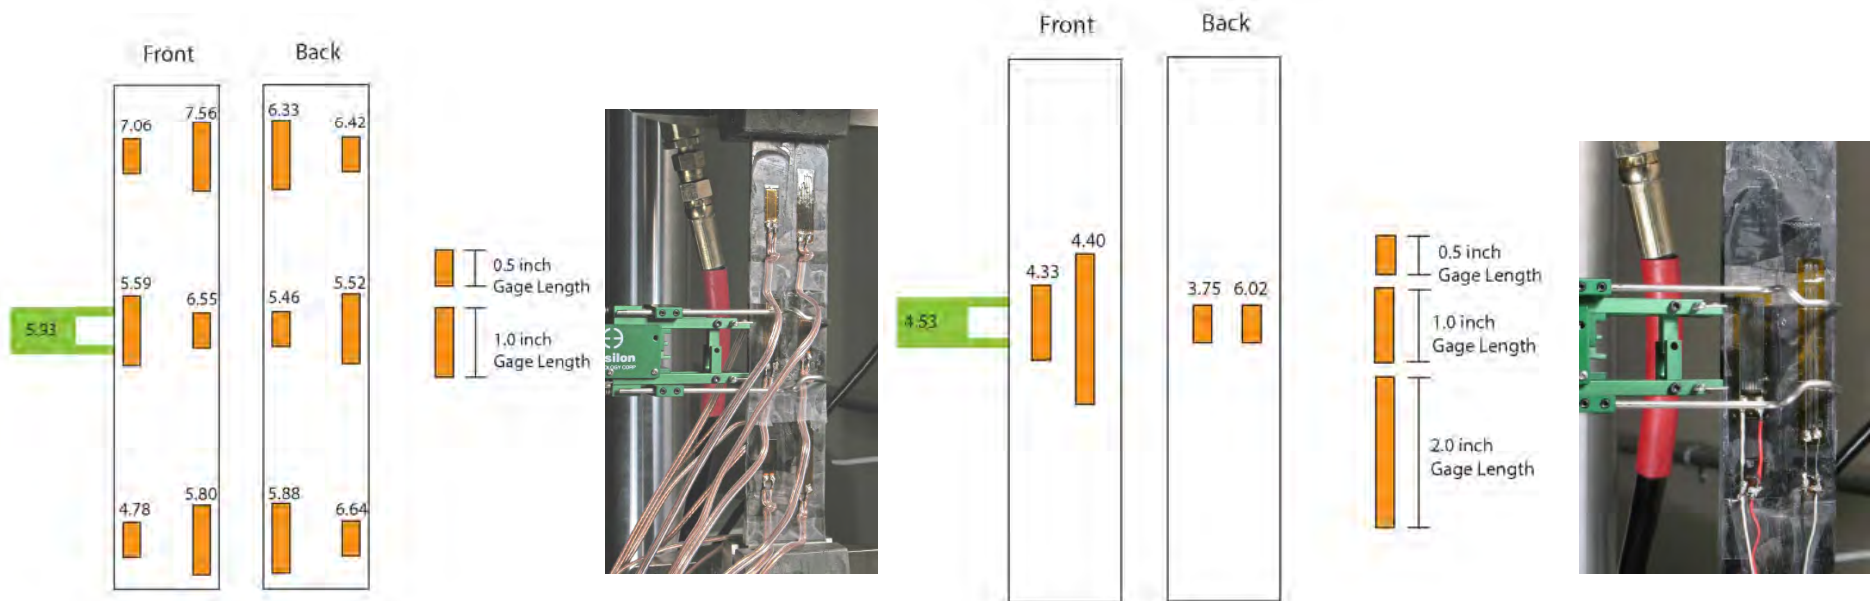 Front Back
7.06 7.56 6.33 6.42
5.59 6.55 5.46 5.52
5.33
4.78 5.80 5.88 6.64
0.5 inch
Gage Length
1.0 inch
Gage Length
silon
OLOGY CORP
Front Back
4.33 4.40 3.75 6.02
4.53
0.5 inch
Gage Length
1.0 inch
Gage Length
2.0 inch
Gage Length